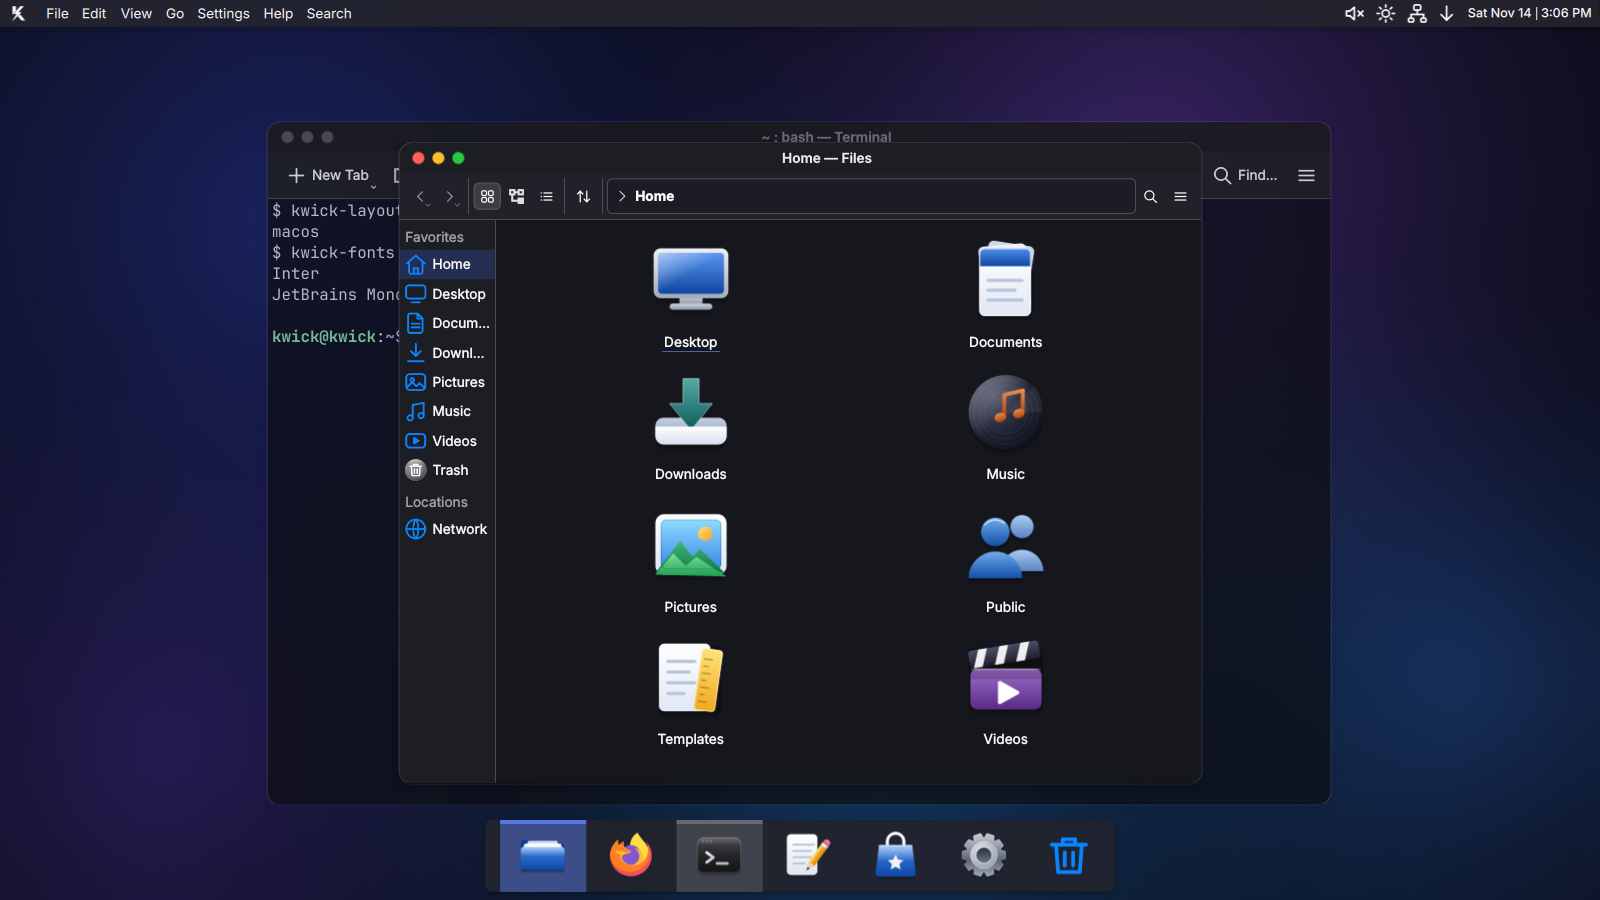 File Edit View Go Settings Help Search
Sat Nov 14 | 3:06 PM
~ : bash — Terminal
New Tab
Find...
$ kwick-layout
macos
$ kwick-fonts
Inter
JetBrains Mono
kwick@kwick:~$
Home — Files
Home
Favorites
Home
Desktop
Docum...
Downl...
Pictures
Music
Videos
Trash
Locations
Network
Desktop
Documents
Downloads
Music
Pictures
Public
Templates
Videos